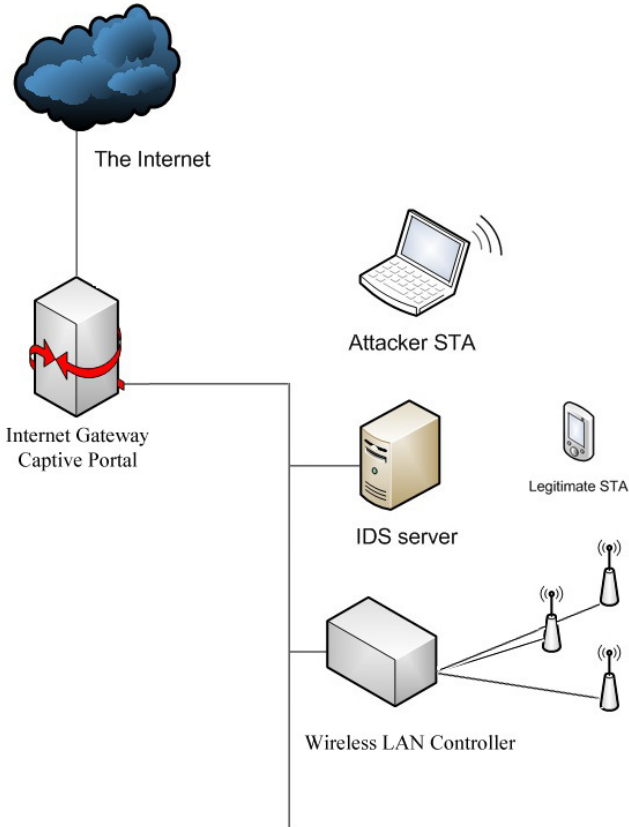 The Internet
Attacker STA
Internet Gateway
Captive Portal
Legitimate STA
IDS server
Wireless LAN Controller